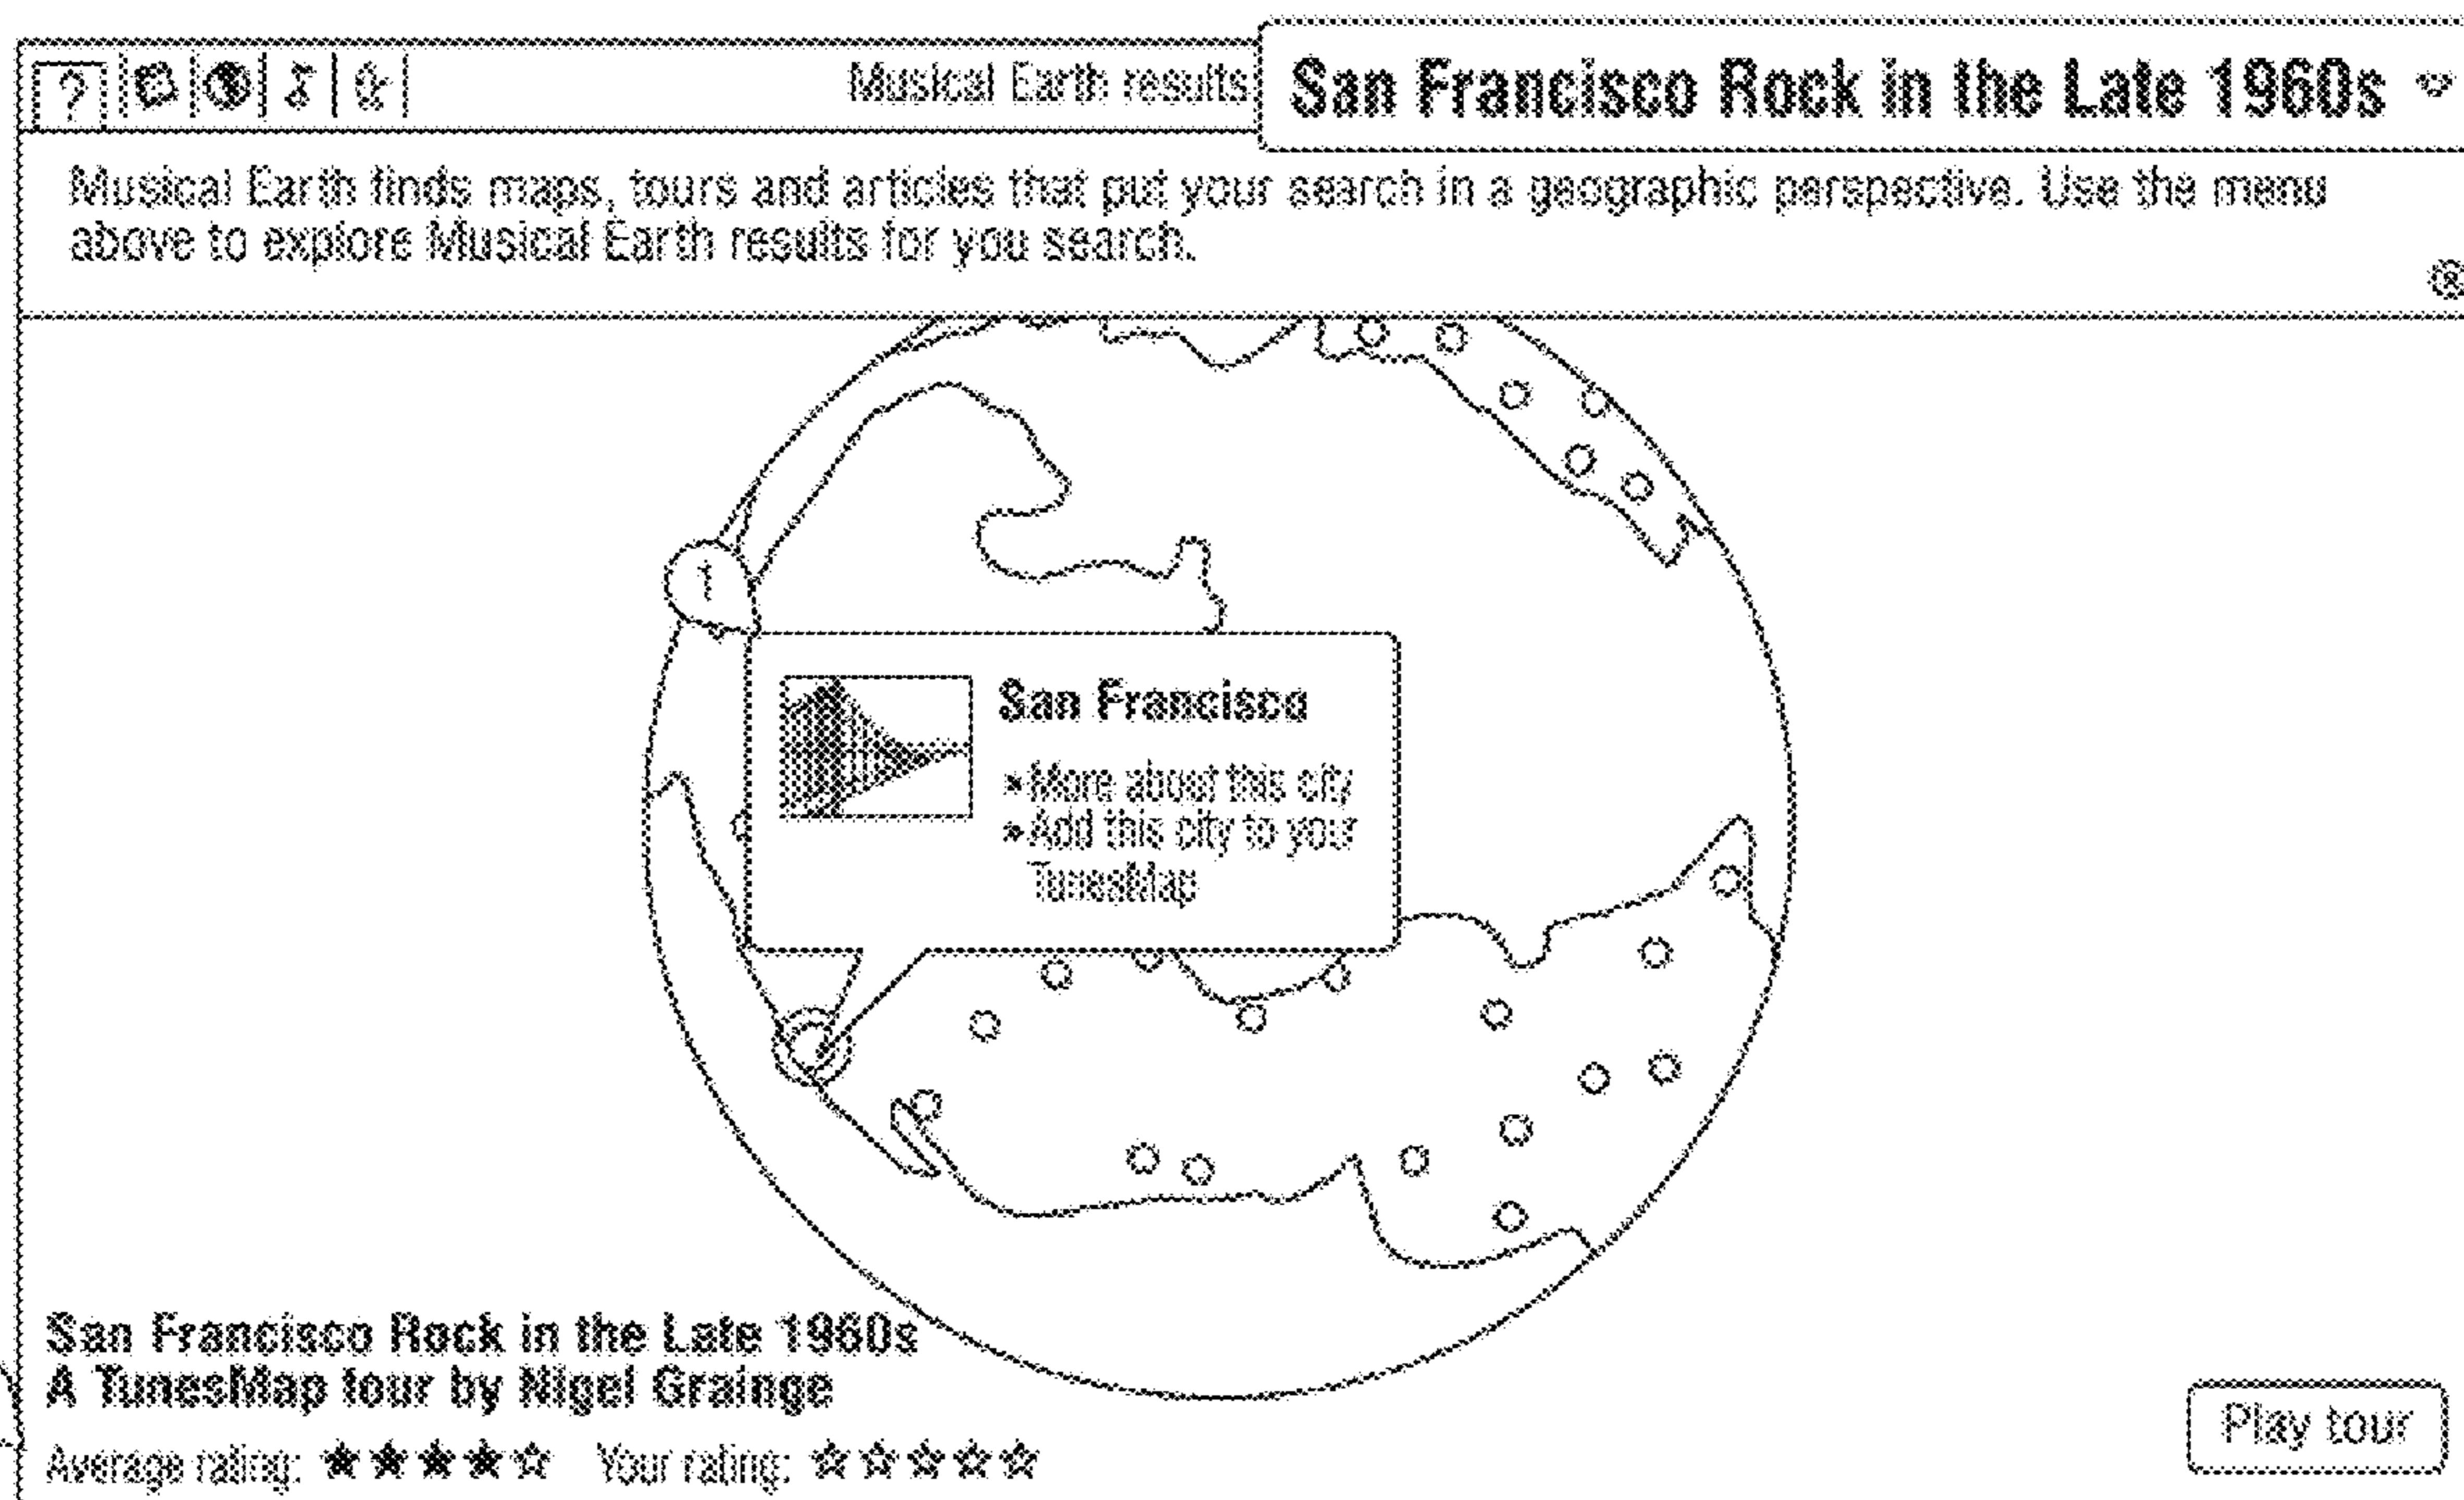 ?
Musical Earth results San Francisco Rock in the Late 1960s
Musical Earth finds maps, tours and articles that put your search in a geographic perspective. Use the menu
above to explore Musical Earth results for you search.
1
San Francisco
More about this city
Add this city to your
TunesMap
San Francisco Rock in the Late 1960s
A TunesMap tour by Nigel Grainge
Average rating: ★★★★☆ Your rating: ☆☆☆☆☆
Play tour